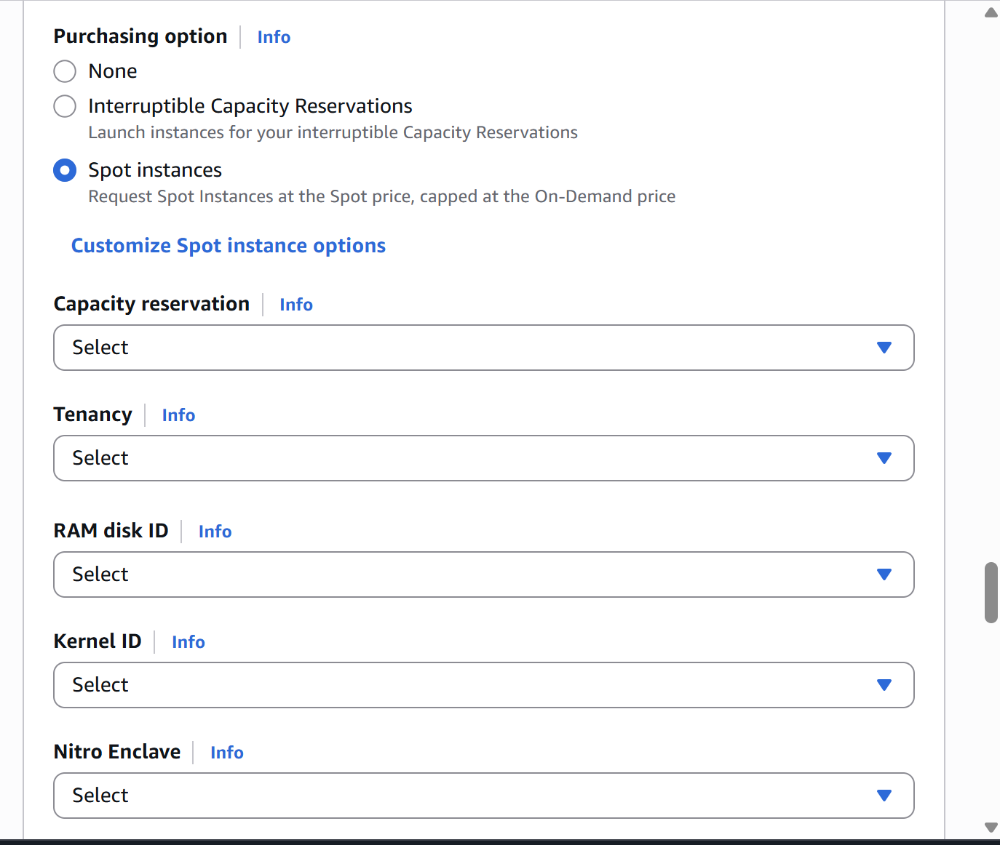 Purchasing option Info
None
Interruptible Capacity Reservations
Launch instances for your interruptible Capacity Reservations
Spot instances
Request Spot Instances at the Spot price, capped at the On-Demand price
Customize Spot instance options
Capacity reservation Info
Select
Tenancy Info
Select
RAM disk ID Info
Select
Kernel ID Info
Select
Nitro Enclave Info
Select